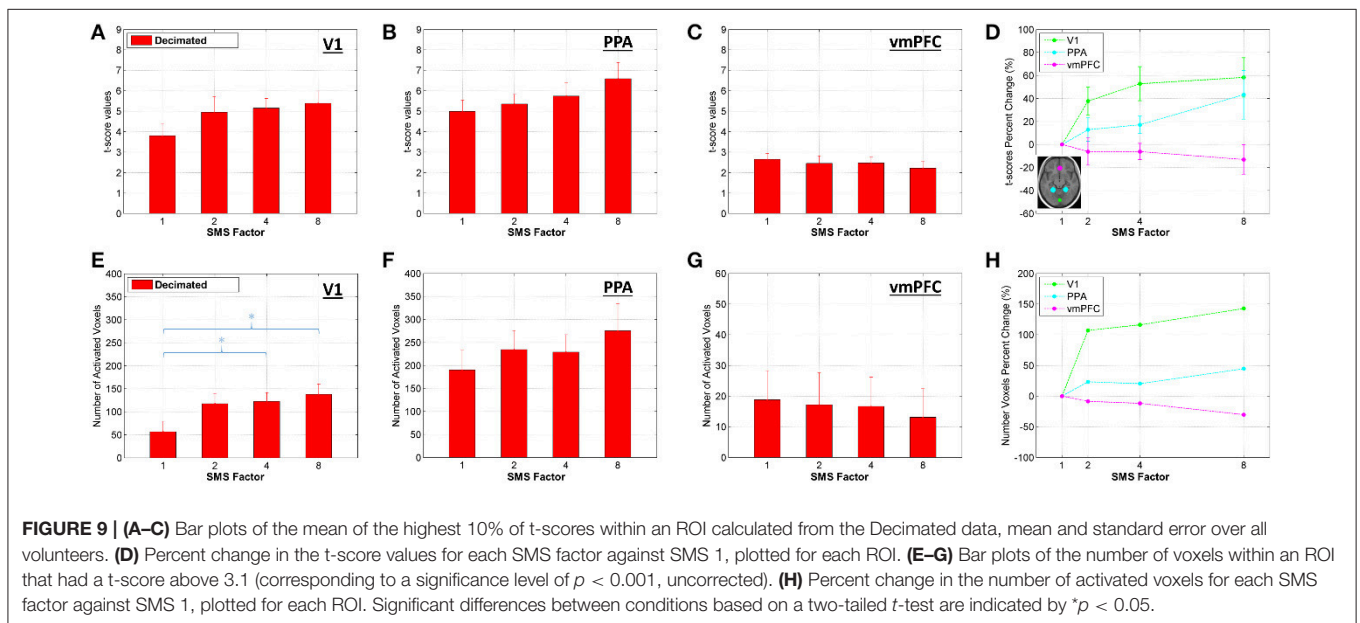 A
Decimated
V1
t-score values
9
8
7
6
5
4
3
2
1
0
1 2 4 8
SMS Factor
B
PPA
t-score values
9
8
7
6
5
4
3
2
1
0
1 2 4 8
SMS Factor
C
vmPFC
t-score values
9
8
7
6
5
4
3
2
1
0
1 2 4 8
SMS Factor
D
V1
PPA
vmPFC
t-scores Percent Change (%)
100
80
60
40
20
0
-20
-40
-60
1 2 4 8
SMS Factor
E
Decimated
V1
Number of Activated Voxels
400
350
300
250
200
150
100
50
0
*
*
1 2 4 8
SMS Factor
F
PPA
Number of Activated Voxels
400
350
300
250
200
150
100
50
0
1 2 4 8
SMS Factor
G
vmPFC
Number of Activated Voxels
60
50
40
30
20
10
0
1 2 4 8
SMS Factor
H
V1
PPA
vmPFC
Number Voxels Percent Change (%)
200
150
100
50
0
-50
-100
1 2 4 8
SMS Factor
FIGURE 9 | (A–C) Bar plots of the mean of the highest 10% of t-scores within an ROI calculated from the Decimated data, mean and standard error over all
volunteers. (D) Percent change in the t-score values for each SMS factor against SMS 1, plotted for each ROI. (E–G) Bar plots of the number of voxels within an ROI
that had a t-score above 3.1 (corresponding to a significance level of p < 0.001, uncorrected). (H) Percent change in the number of activated voxels for each SMS
factor against SMS 1, plotted for each ROI. Significant differences between conditions based on a two-tailed t-test are indicated by *p < 0.05.